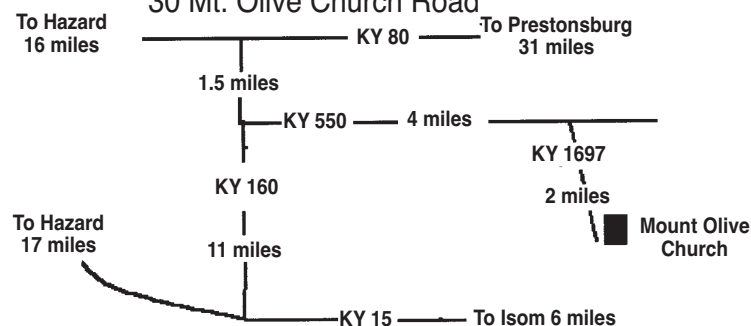 30 Mt. Olive Church Road
To Hazard
16 miles
KY 80
To Prestonsburg
31 miles
1.5 miles
KY 550
4 miles
KY 1697
KY 160
2 miles
To Hazard
17 miles
Mount Olive
Church
11 miles
KY 15
To Isom 6 miles